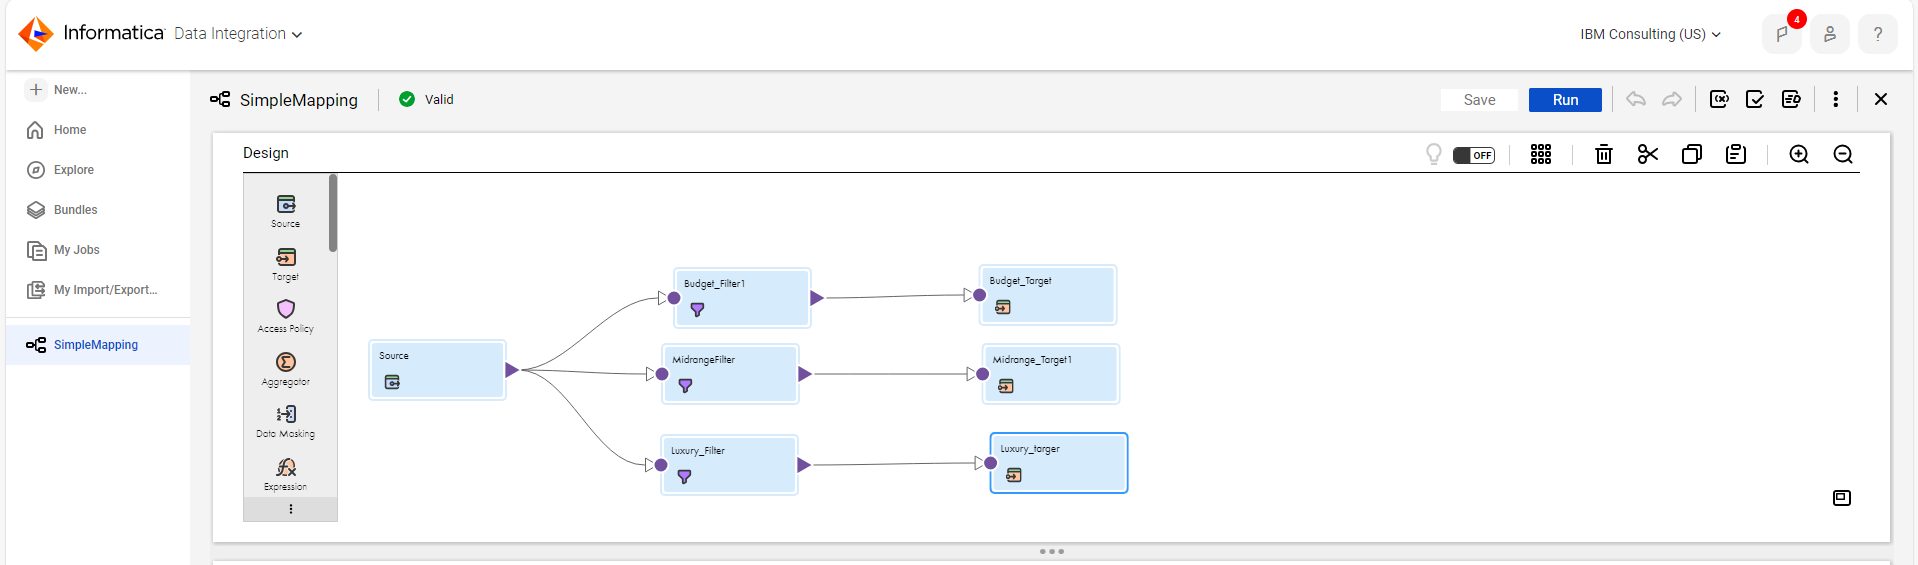 Informatica Data Integration
IBM Consulting (US)
4
?
New...
Home
Explore
Bundles
My Jobs
My Import/Export...
SimpleMapping
SimpleMapping
Valid
Save
Run
Design
OFF
Source
Target
Access Policy
Aggregator
Data Masking
Expression
Source
Budget_Filter1
MidrangeFilter
Luxury_Filter
Budget_Target
Midrange_Target1
Luxury_targer